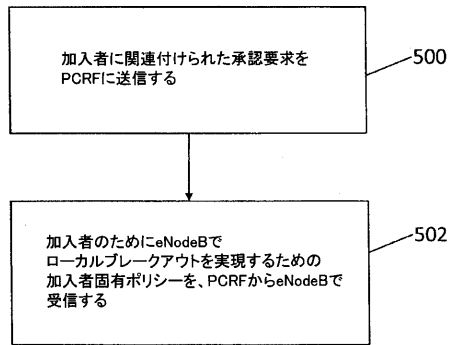 加入者に関連付けられた承認要求を
PCRFに送信する
500
加入者のためにeNodeBで
ローカルブレークアウトを実現するための
加入者固有ポリシーを、PCRFからeNodeBで
受信する
502